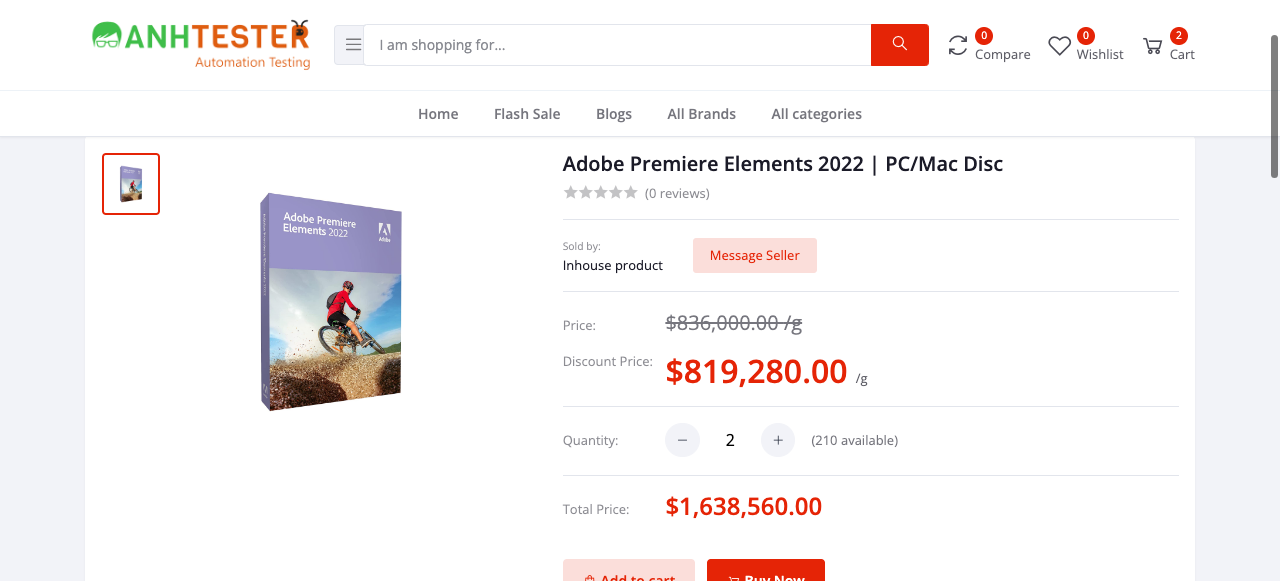 ANHTESTER
Automation Testing
I am shopping for...
0
Compare
0
Wishlist
2
Cart
Home
Flash Sale
Blogs
All Brands
All categories
Adobe Premiere
Elements 2022
Adobe
Adobe Premiere Elements 2022 | PC/Mac Disc
(0 reviews)
Sold by:
Inhouse product
Message Seller
Price:
$836,000.00 /g
Discount Price:
$819,280.00 /g
Quantity:
−
2
+
(210 available)
Total Price:
$1,638,560.00
Add to cart
Buy Now